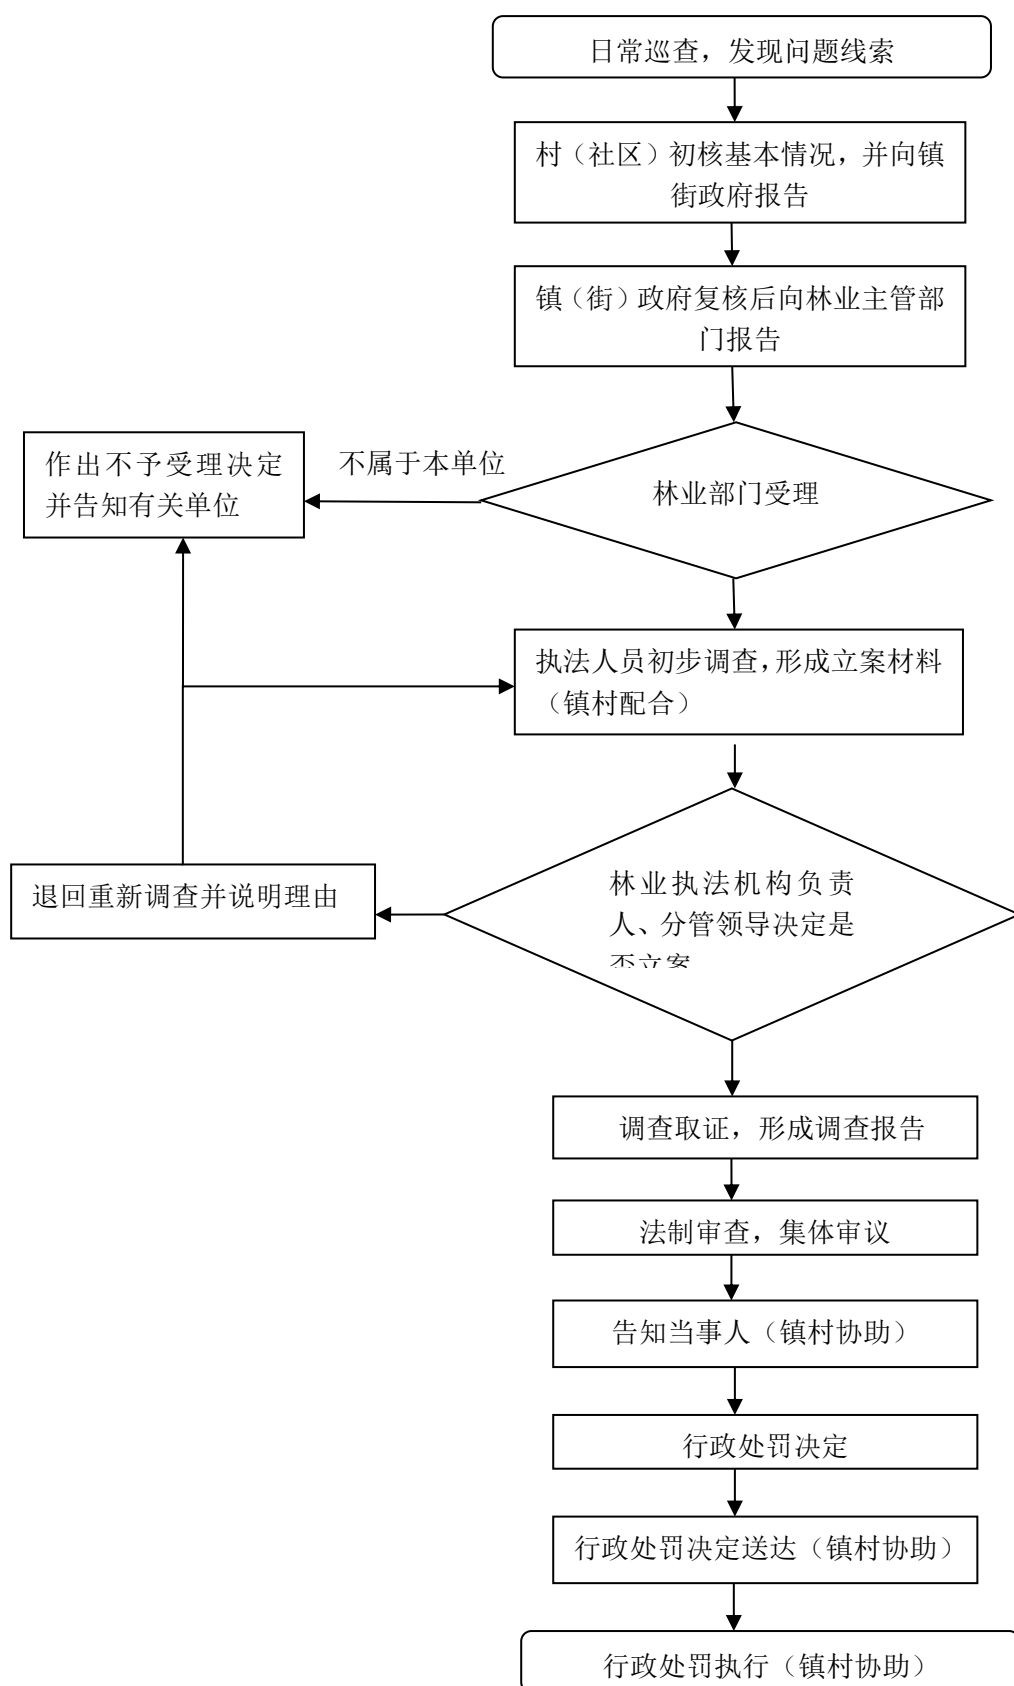 日常巡查，发现问题线索
村（社区）初核基本情况，并向镇
街政府报告
镇（街）政府复核后向林业主管部
门报告
作出不予受理决定
并告知有关单位
不属于本单位
林业部门受理
执法人员初步调查，形成立案材料
（镇村配合）
退回重新调查并说明理由
林业执法机构负责
人、分管领导决定是
否立案
调查取证，形成调查报告
法制审查，集体审议
告知当事人（镇村协助）
行政处罚决定
行政处罚决定送达（镇村协助）
行政处罚执行（镇村协助）